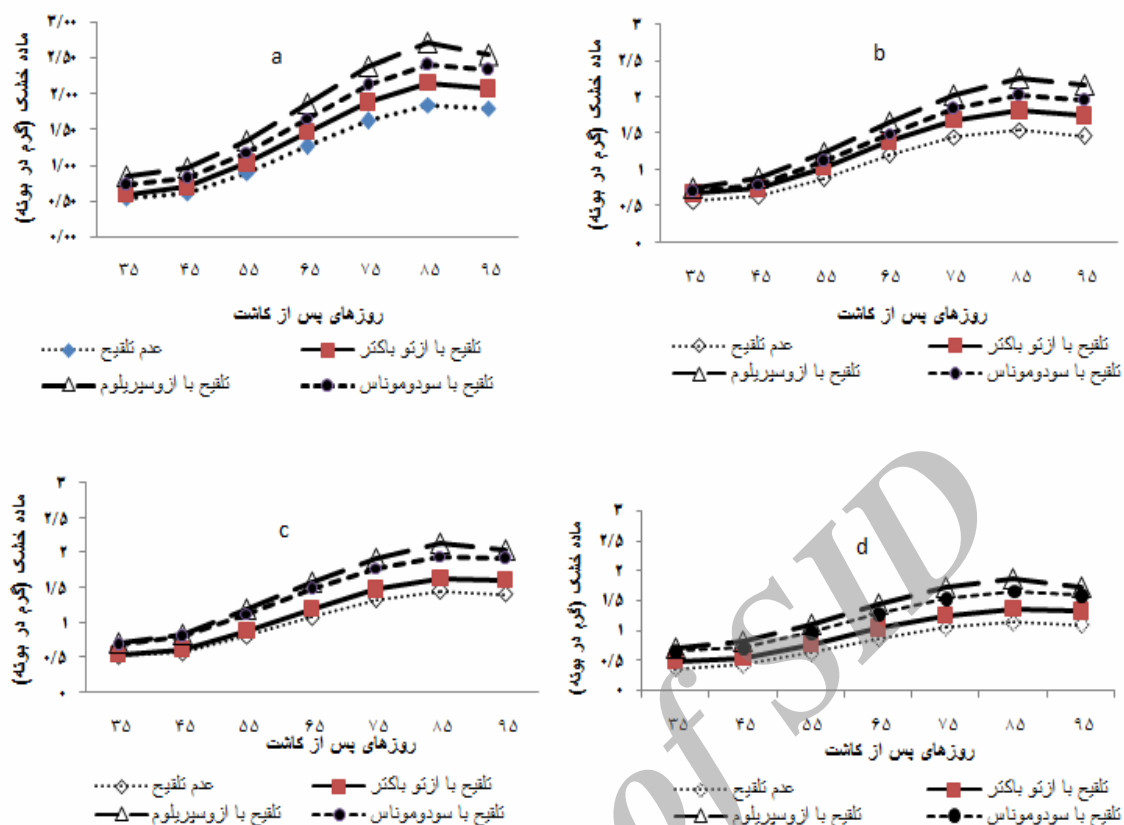 ماده خشک (گرم در بوته)
۳/۰۰
۲/۵۰
۲/۰۰
۱/۵۰
۱/۰۰
۰/۵۰
۰/۰۰
a
۳۵ ۴۵ ۵۵ ۶۵ ۷۵ ۸۵ ۹۵
روزهای پس از کاشت
عدم تلقیح
تلقیح با ازتو باکتر
تلقیح با ازوسپریلوم
تلقیح با سودوموناس
ماده خشک (گرم در بوته)
۳
۲/۵
۲
۱/۵
۱
۰/۵
۰
b
۳۵ ۴۵ ۵۵ ۶۵ ۷۵ ۸۵ ۹۵
روزهای پس از کاشت
عدم تلقیح
تلقیح با ازتو باکتر
تلقیح با ازوسپریلوم
تلقیح با سودوموناس
ماده خشک (گرم در بوته)
۳
۲/۵
۲
۱/۵
۱
۰/۵
۰
c
۳۵ ۴۵ ۵۵ ۶۵ ۷۵ ۸۵ ۹۵
روزهای پس از کاشت
عدم تلقیح
تلقیح با ازتو باکتر
تلقیح با ازوسپریلوم
تلقیح با سودوموناس
ماده خشک (گرم در بوته)
۳
۲/۵
۲
۱/۵
۱
۰/۵
۰
d
۳۵ ۴۵ ۵۵ ۶۵ ۷۵ ۸۵ ۹۵
روزهای پس از کاشت
عدم تلقیح
تلقیح با ازتو باکتر
تلقیح با ازوسپریلوم
تلقیح با سودوموناس
of SID